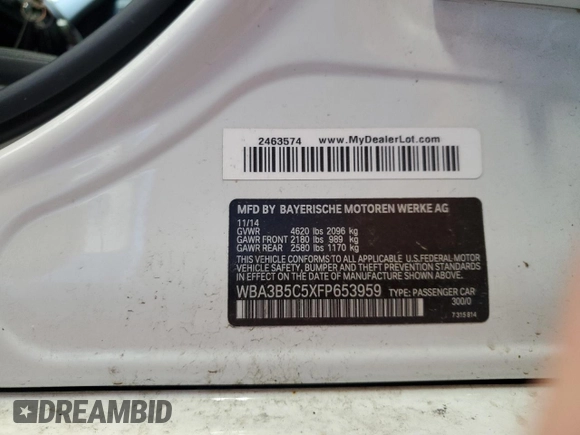 2463574 www.MyDealerLot.com
MFD BY BAYERISCHE MOTOREN WERKE AG
11/14
GVWR 4620 lbs 2096 kg
GAWR FRONT 2180 lbs 989 kg
GAWR REAR 2580 lbs 1170 kg
THIS VEHICLE CONFORMS TO ALL APPLICABLE U.S.FEDERAL MOTOR
VEHICLE SAFETY, BUMPER, AND THEFT PREVENTION STANDARDS
IN EFFECT ON THE DATE OF MANUFACTURE SHOWN ABOVE.
WBA3B5C5XFP653959 TYPE: PASSENGER CAR
300/0
7 315 814
DREAMBID